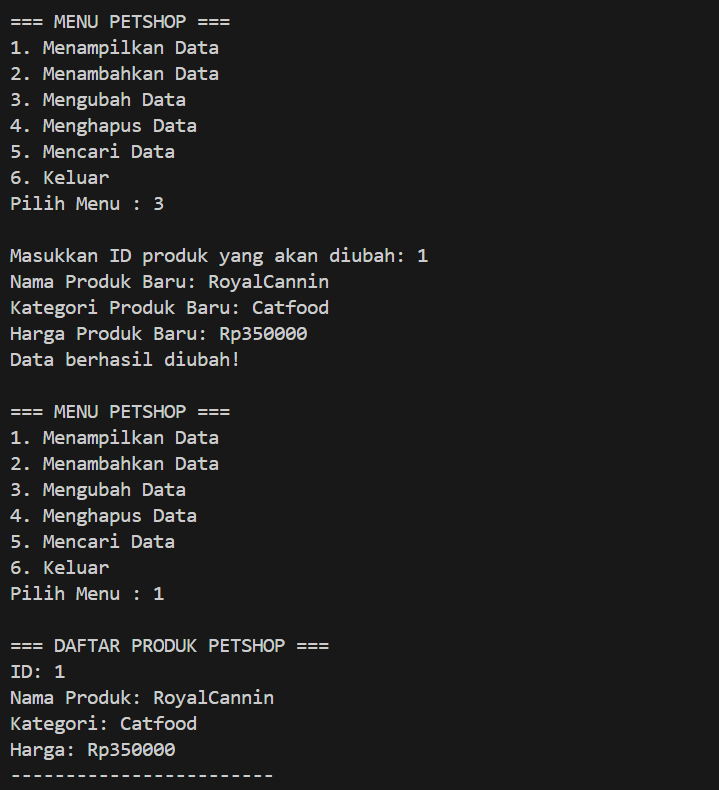 === MENU PETSHOP ===
1. Menampilkan Data
2. Menambahkan Data
3. Mengubah Data
4. Menghapus Data
5. Mencari Data
6. Keluar
Pilih Menu : 3
Masukkan ID produk yang akan diubah: 1
Nama Produk Baru: RoyalCannin
Kategori Produk Baru: Catfood
Harga Produk Baru: Rp350000
Data berhasil diubah!
=== MENU PETSHOP ===
1. Menampilkan Data
2. Menambahkan Data
3. Mengubah Data
4. Menghapus Data
5. Mencari Data
6. Keluar
Pilih Menu : 1
=== DAFTAR PRODUK PETSHOP ===
ID: 1
Nama Produk: RoyalCannin
Kategori: Catfood
Harga: Rp350000
------------------------